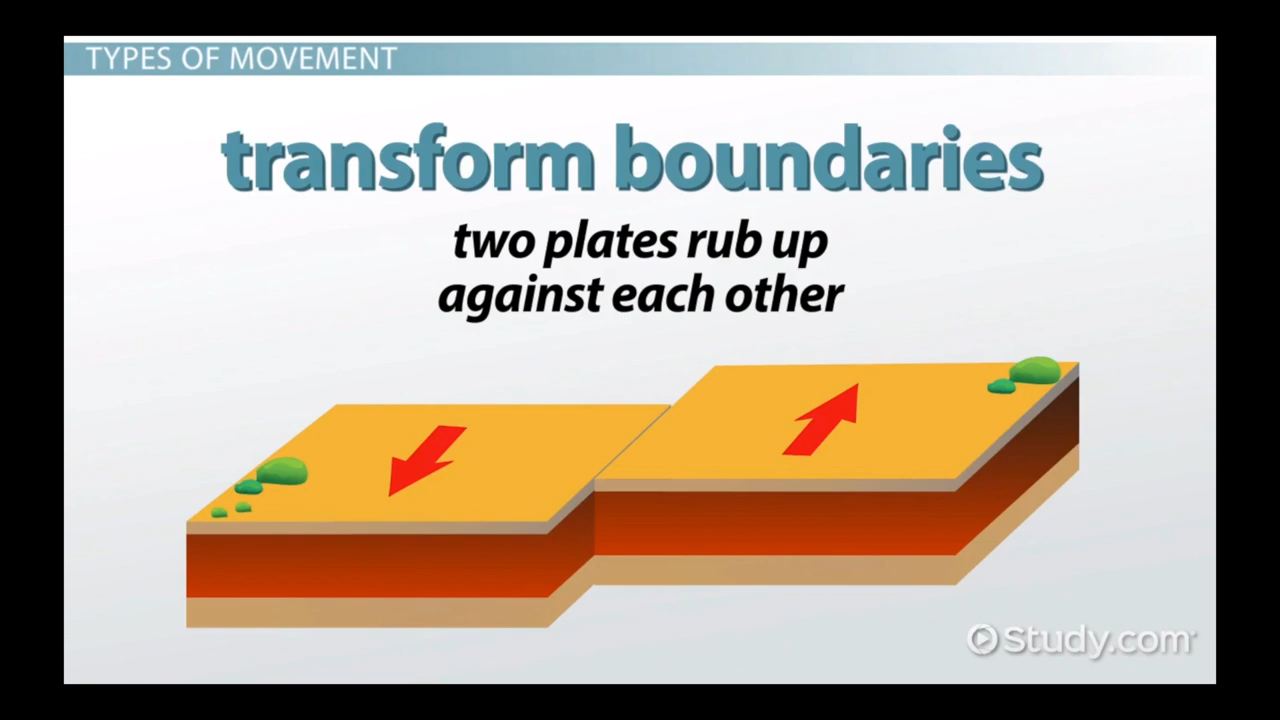 TYPES OF MOVEMENT
transform boundaries
two plates rub up
against each other
Study.com